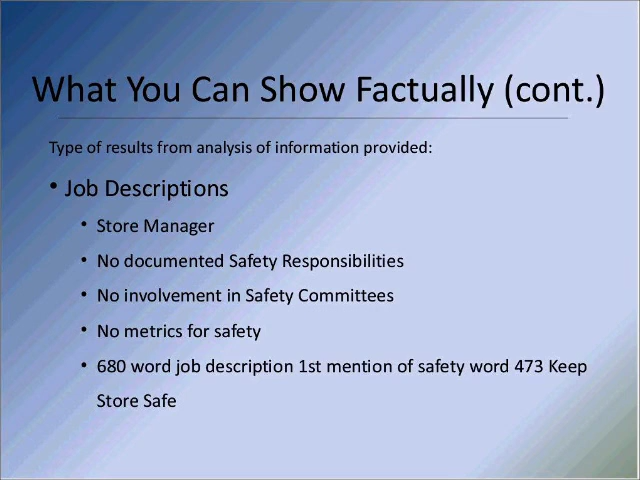 What You Can Show Factually (cont.)
Type of results from analysis of information provided:
• Job Descriptions
• Store Manager
• No documented Safety Responsibilities
• No involvement in Safety Committees
• No metrics for safety
• 680 word job description 1st mention of safety word 473 Keep
Store Safe